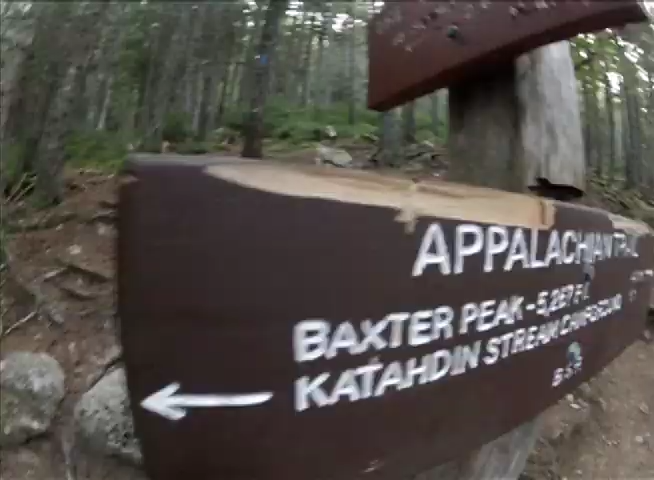 APPALACHIAN TRAIL
BAXTER PEAK - 5,267 FT.
KATAHDIN STREAM CAMPGROUND
B.S.P.